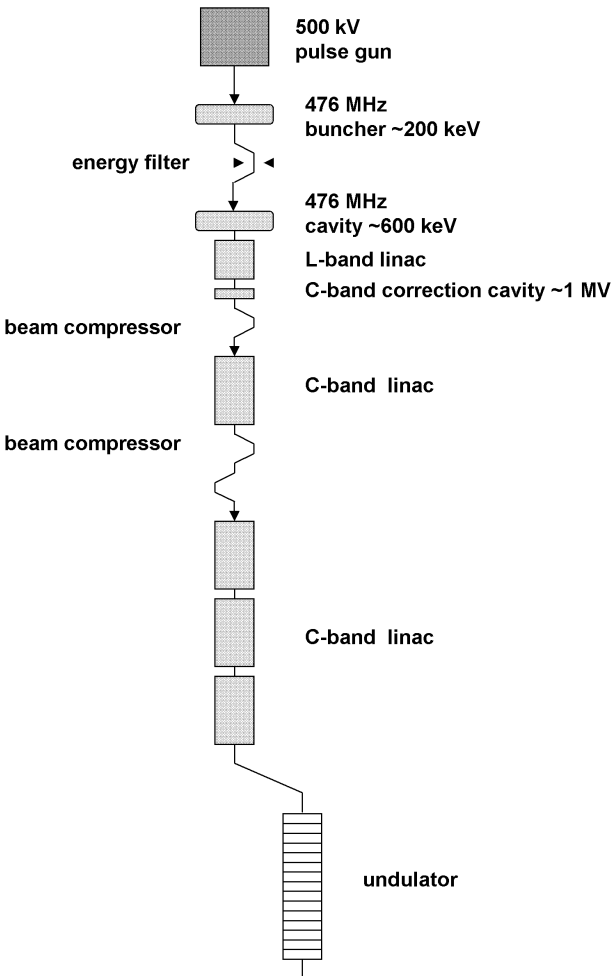 500 kV
pulse gun
476 MHz
buncher ~200 keV
energy filter
476 MHz
cavity ~600 keV
L-band linac
C-band correction cavity ~1 MV
beam compressor
C-band linac
beam compressor
C-band linac
undulator